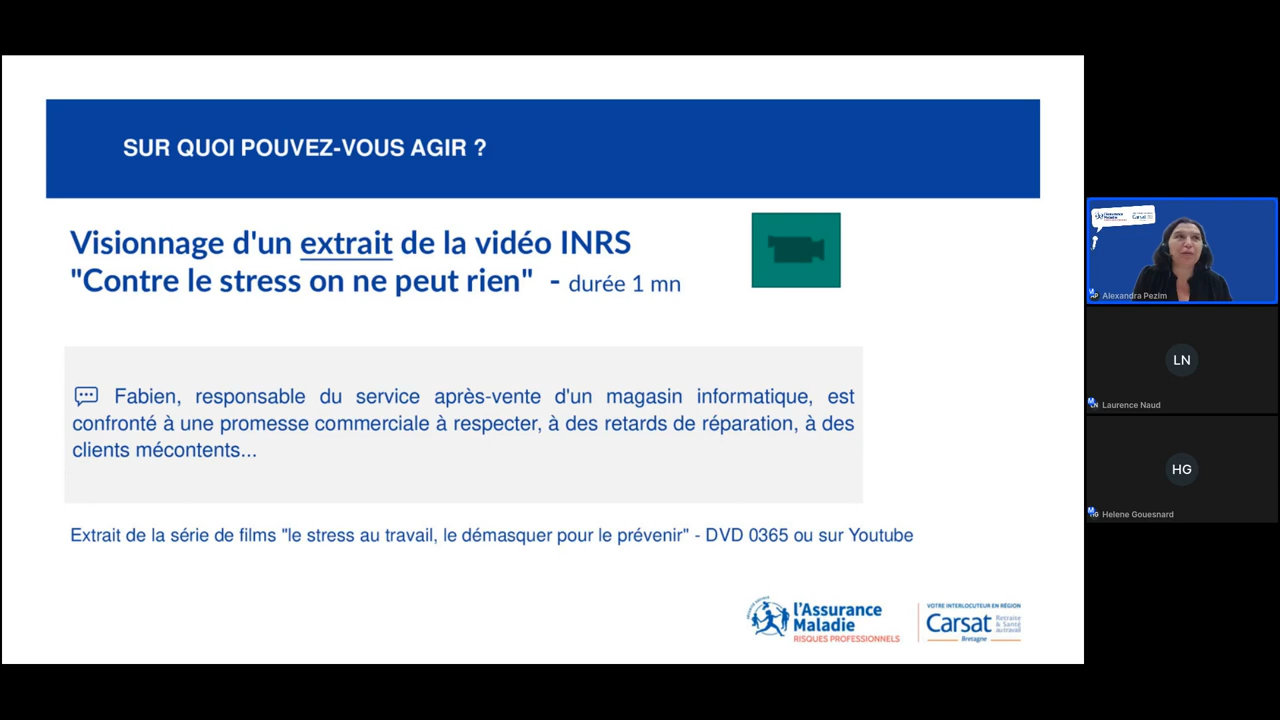 SUR QUOI POUVEZ-VOUS AGIR ?
Visionnage d'un extrait de la vidéo INRS
"Contre le stress on ne peut rien" - durée 1 mn
Fabien, responsable du service après-vente d'un magasin informatique, est
confronté à une promesse commerciale à respecter, à des retards de réparation, à des
clients mécontents...
Extrait de la série de films "le stress au travail, le démasquer pour le prévenir" - DVD 0365 ou sur Youtube
l'Assurance
Maladie
RISQUES PROFESSIONNELS
VOTRE INTERLOCUTEUR EN RÉGION
Carsat
Retraite
& Santé
au travail
Bretagne
Alexandra Pezim
LN
Laurence Naud
HG
Helene Gouesnard